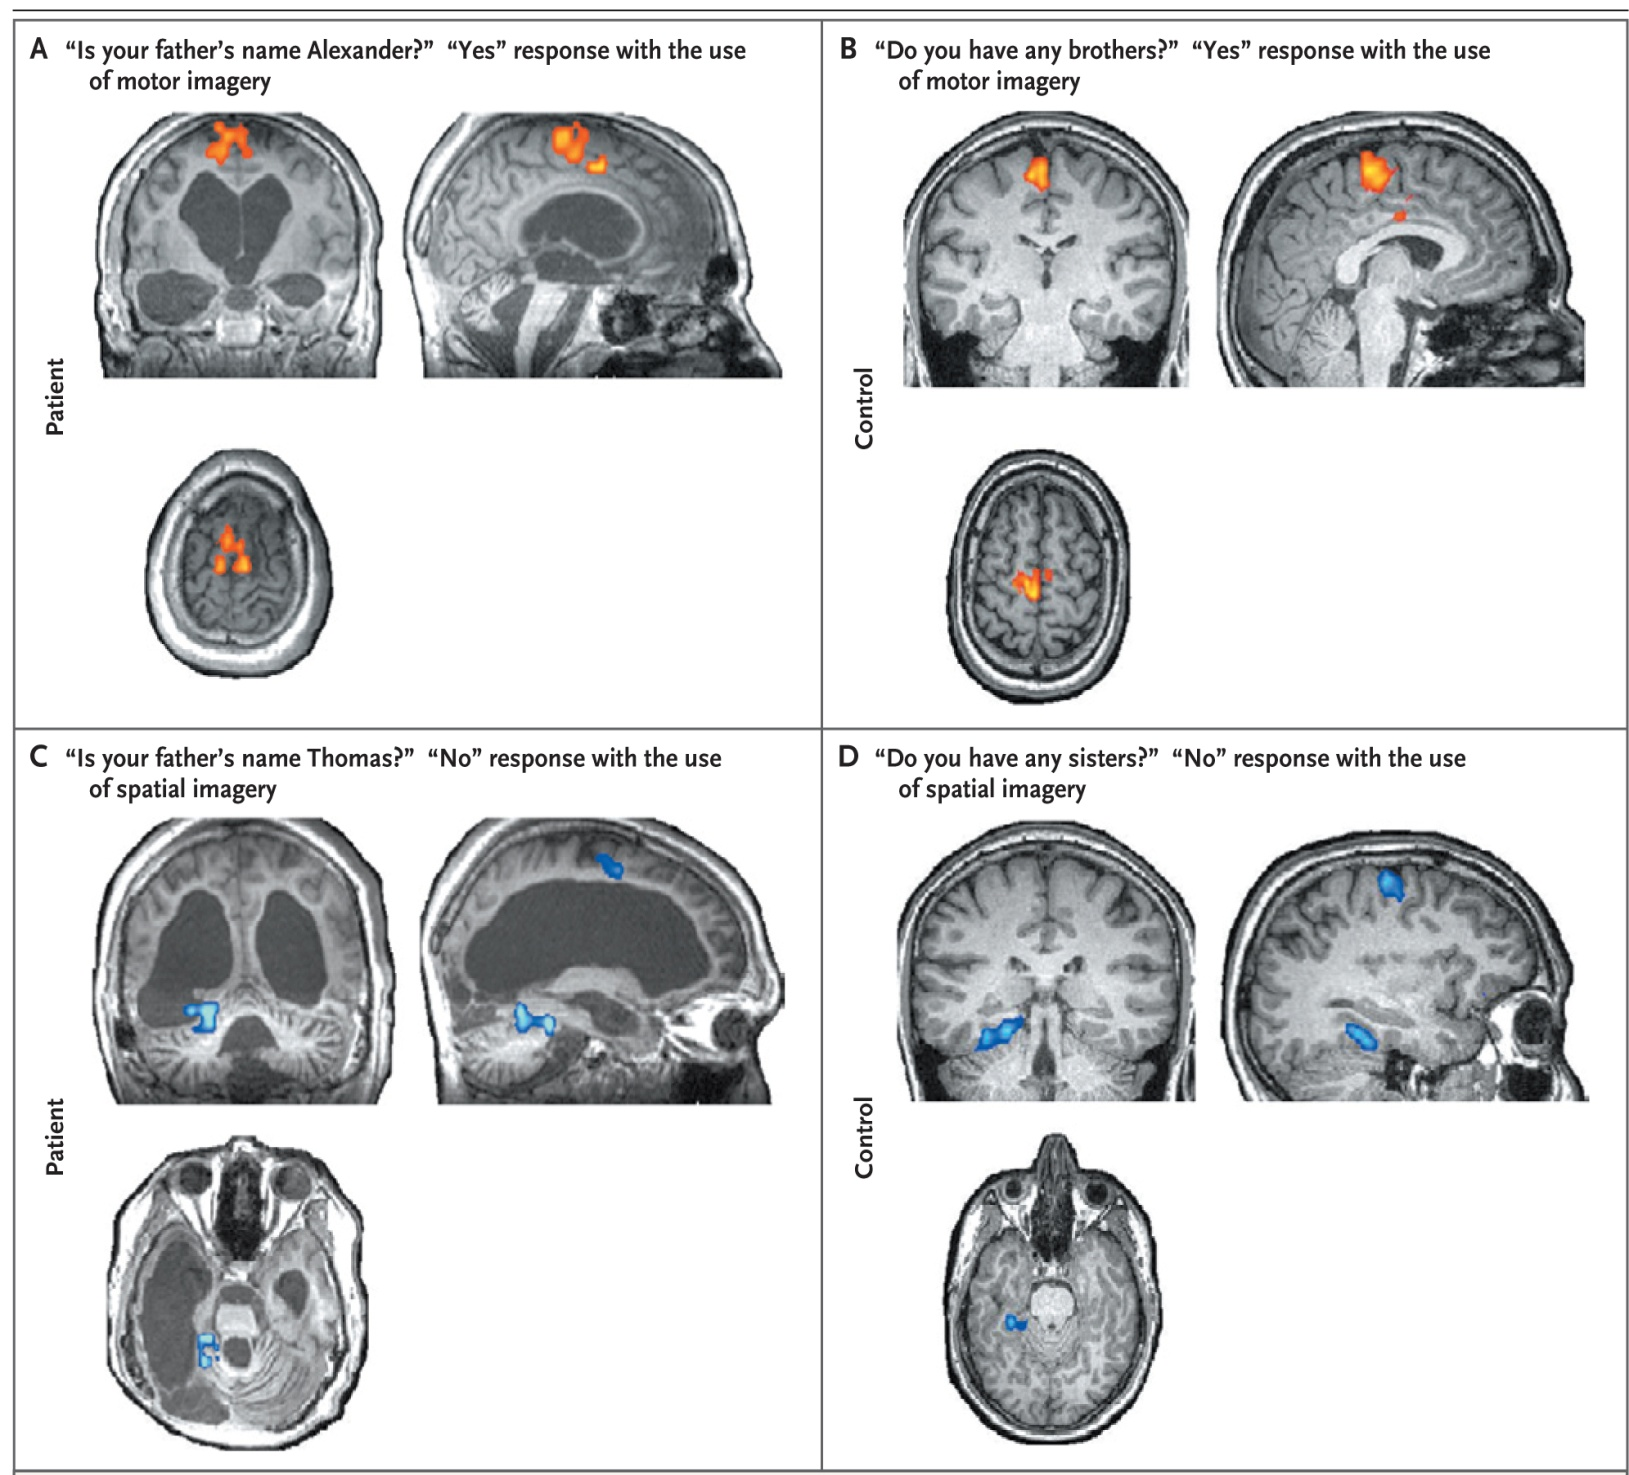 A “Is your father’s name Alexander?” “Yes” response with the use
of motor imagery
Patient
B “Do you have any brothers?” “Yes” response with the use
of motor imagery
Control
C “Is your father’s name Thomas?” “No” response with the use
of spatial imagery
Patient
D “Do you have any sisters?” “No” response with the use
of spatial imagery
Control